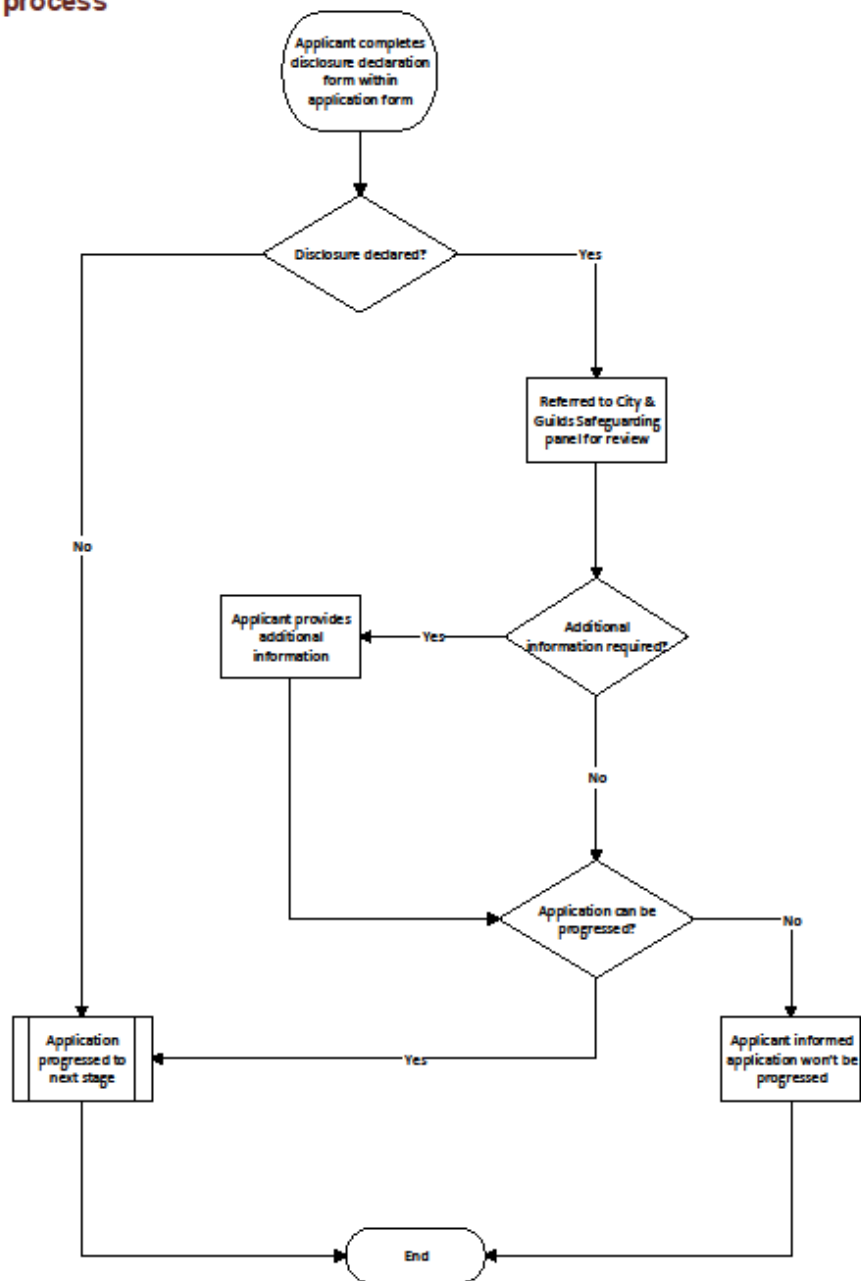 process
Applicant completes
disclosure declaration
form within
application form
Disclosure declared?
Yes
Referred to City &
Guilds Safeguarding
panel for review
No
Applicant provides
additional
information
Yes
Additional
information required?
No
Application can be
progressed?
No
Application
progressed to
next stage
Yes
Applicant informed
application won't be
progressed
End